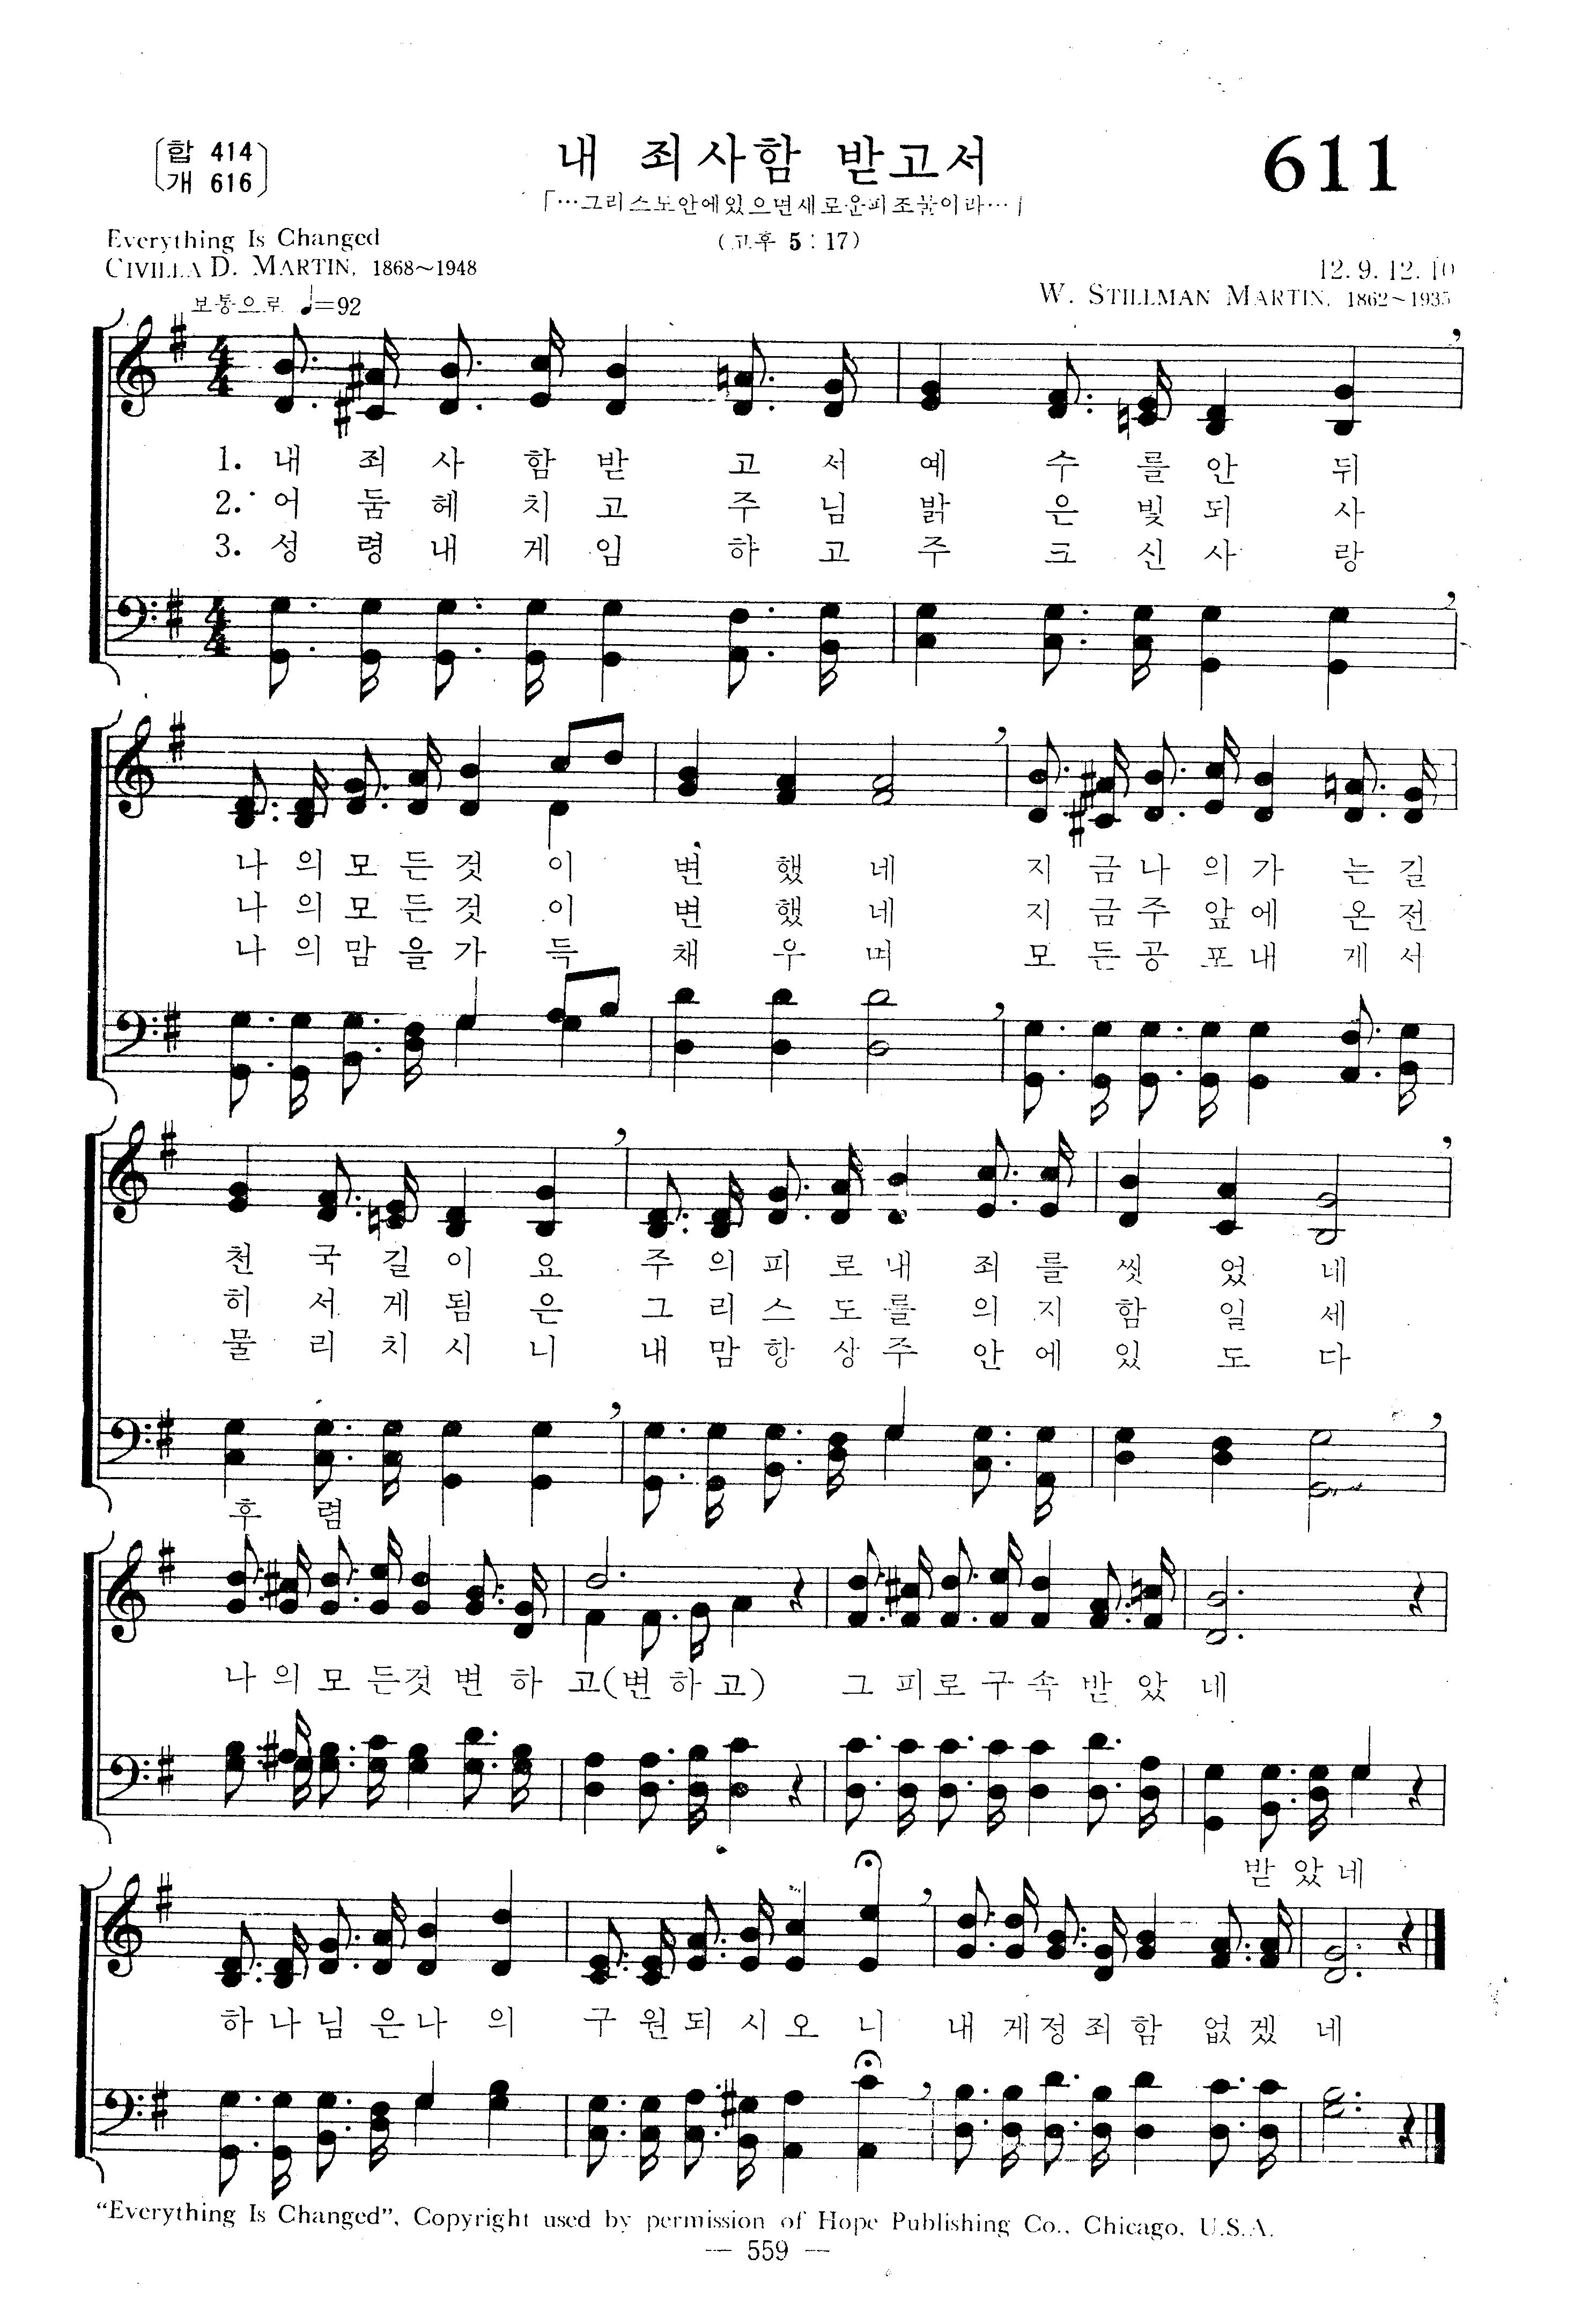 합 414
개 616
내 죄사함 받고서
611
「…그리스도안에있으면새로운피조물이라…」
(고후 5:17)
Everything Is Changed
CIVILLA D. MARTIN, 1868~1948
12. 9. 12. 10
W. STILLMAN MARTIN, 1862~1935
보통으로 ♩=92
1. 내 죄 사 함 받 고 서 예 수 를 안 뒤
2. 어 둠 헤 치 고 주 님 밝 은 빛 되 사
3. 성 령 내 게 임 하 고 주 크 신 사 랑
나 의 모 든 것 이 변 했 네 지 금 나 의 가 는 길
나 의 모 든 것 이 변 했 네 지 금 주 앞 에 온 전
나 의 맘 을 가 득 채 우 며 모 든 공 포 내 게 서
천 국 길 이 요 주 의 피 로 내 죄 를 씻 었 네
히 서 게 됨 은 그 리 스 도 를 의 지 함 일 세
물 리 치 시 니 내 맘 항 상 주 안 에 있 도 다
후 렴
나 의 모 든 것 변 하 고 (변 하 고) 그 피 로 구 속 받 았 네
받 았 네
하 나 님 은 나 의 구 원 되 시 오 니 내 게 정 죄 함 없 겠 네
“Everything Is Changed”, Copyright used by permission of Hope Publishing Co., Chicago, U.S.A.
— 559 —